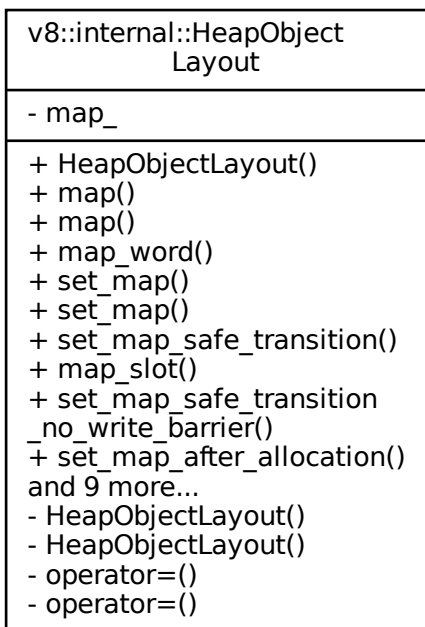 v8::internal::HeapObject
Layout
- map_
+ HeapObjectLayout()
+ map()
+ map()
+ map_word()
+ set_map()
+ set_map()
+ set_map_safe_transition()
+ map_slot()
+ set_map_safe_transition
_no_write_barrier()
+ set_map_after_allocation()
and 9 more...
- HeapObjectLayout()
- HeapObjectLayout()
- operator=()
- operator=()